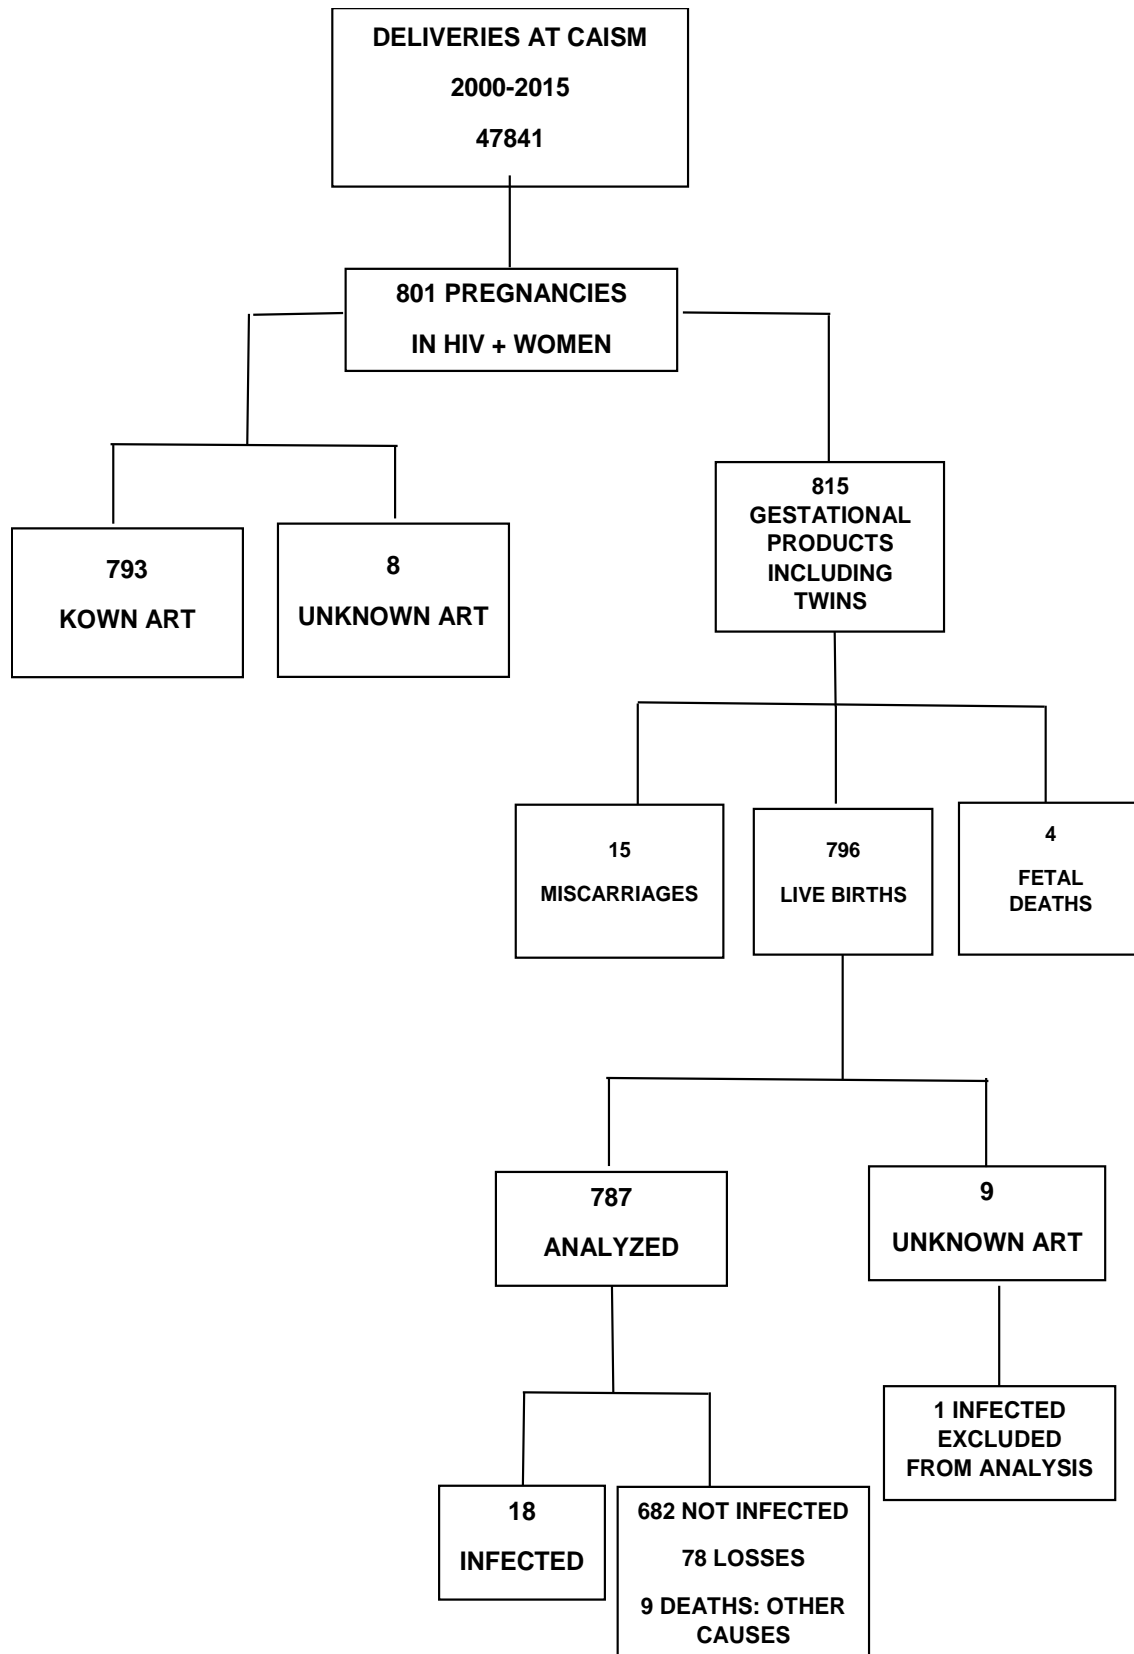 DELIVERIES AT CAISM
2000-2015
47841
801 PREGNANCIES
IN HIV + WOMEN
793
KOWN ART
8
UNKNOWN ART
815
GESTATIONAL
PRODUCTS
INCLUDING
TWINS
15
MISCARRIAGES
796
LIVE BIRTHS
4
FETAL
DEATHS
787
ANALYZED
9
UNKNOWN ART
18
INFECTED
682 NOT INFECTED
78 LOSSES
9 DEATHS: OTHER
CAUSES
1 INFECTED
EXCLUDED
FROM ANALYSIS